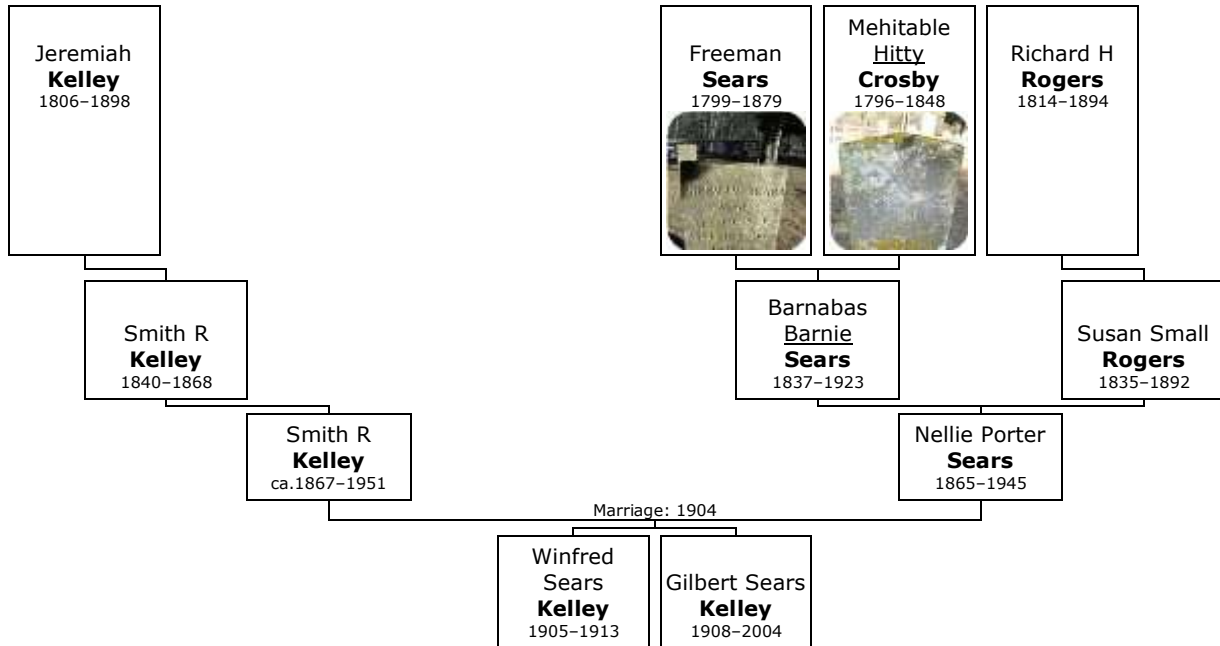 Jeremiah
Kelley
1806–1898
Freeman
Sears
1799–1879
Mehitable
Hitty
Crosby
1796–1848
Richard H
Rogers
1814–1894
Smith R
Kelley
1840–1868
Barnabas
Barnie
Sears
1837–1923
Susan Small
Rogers
1835–1892
Smith R
Kelley
ca.1867–1951
Nellie Porter
Sears
1865–1945
Marriage: 1904
Winfred
Sears
Kelley
1905–1913
Gilbert Sears
Kelley
1908–2004